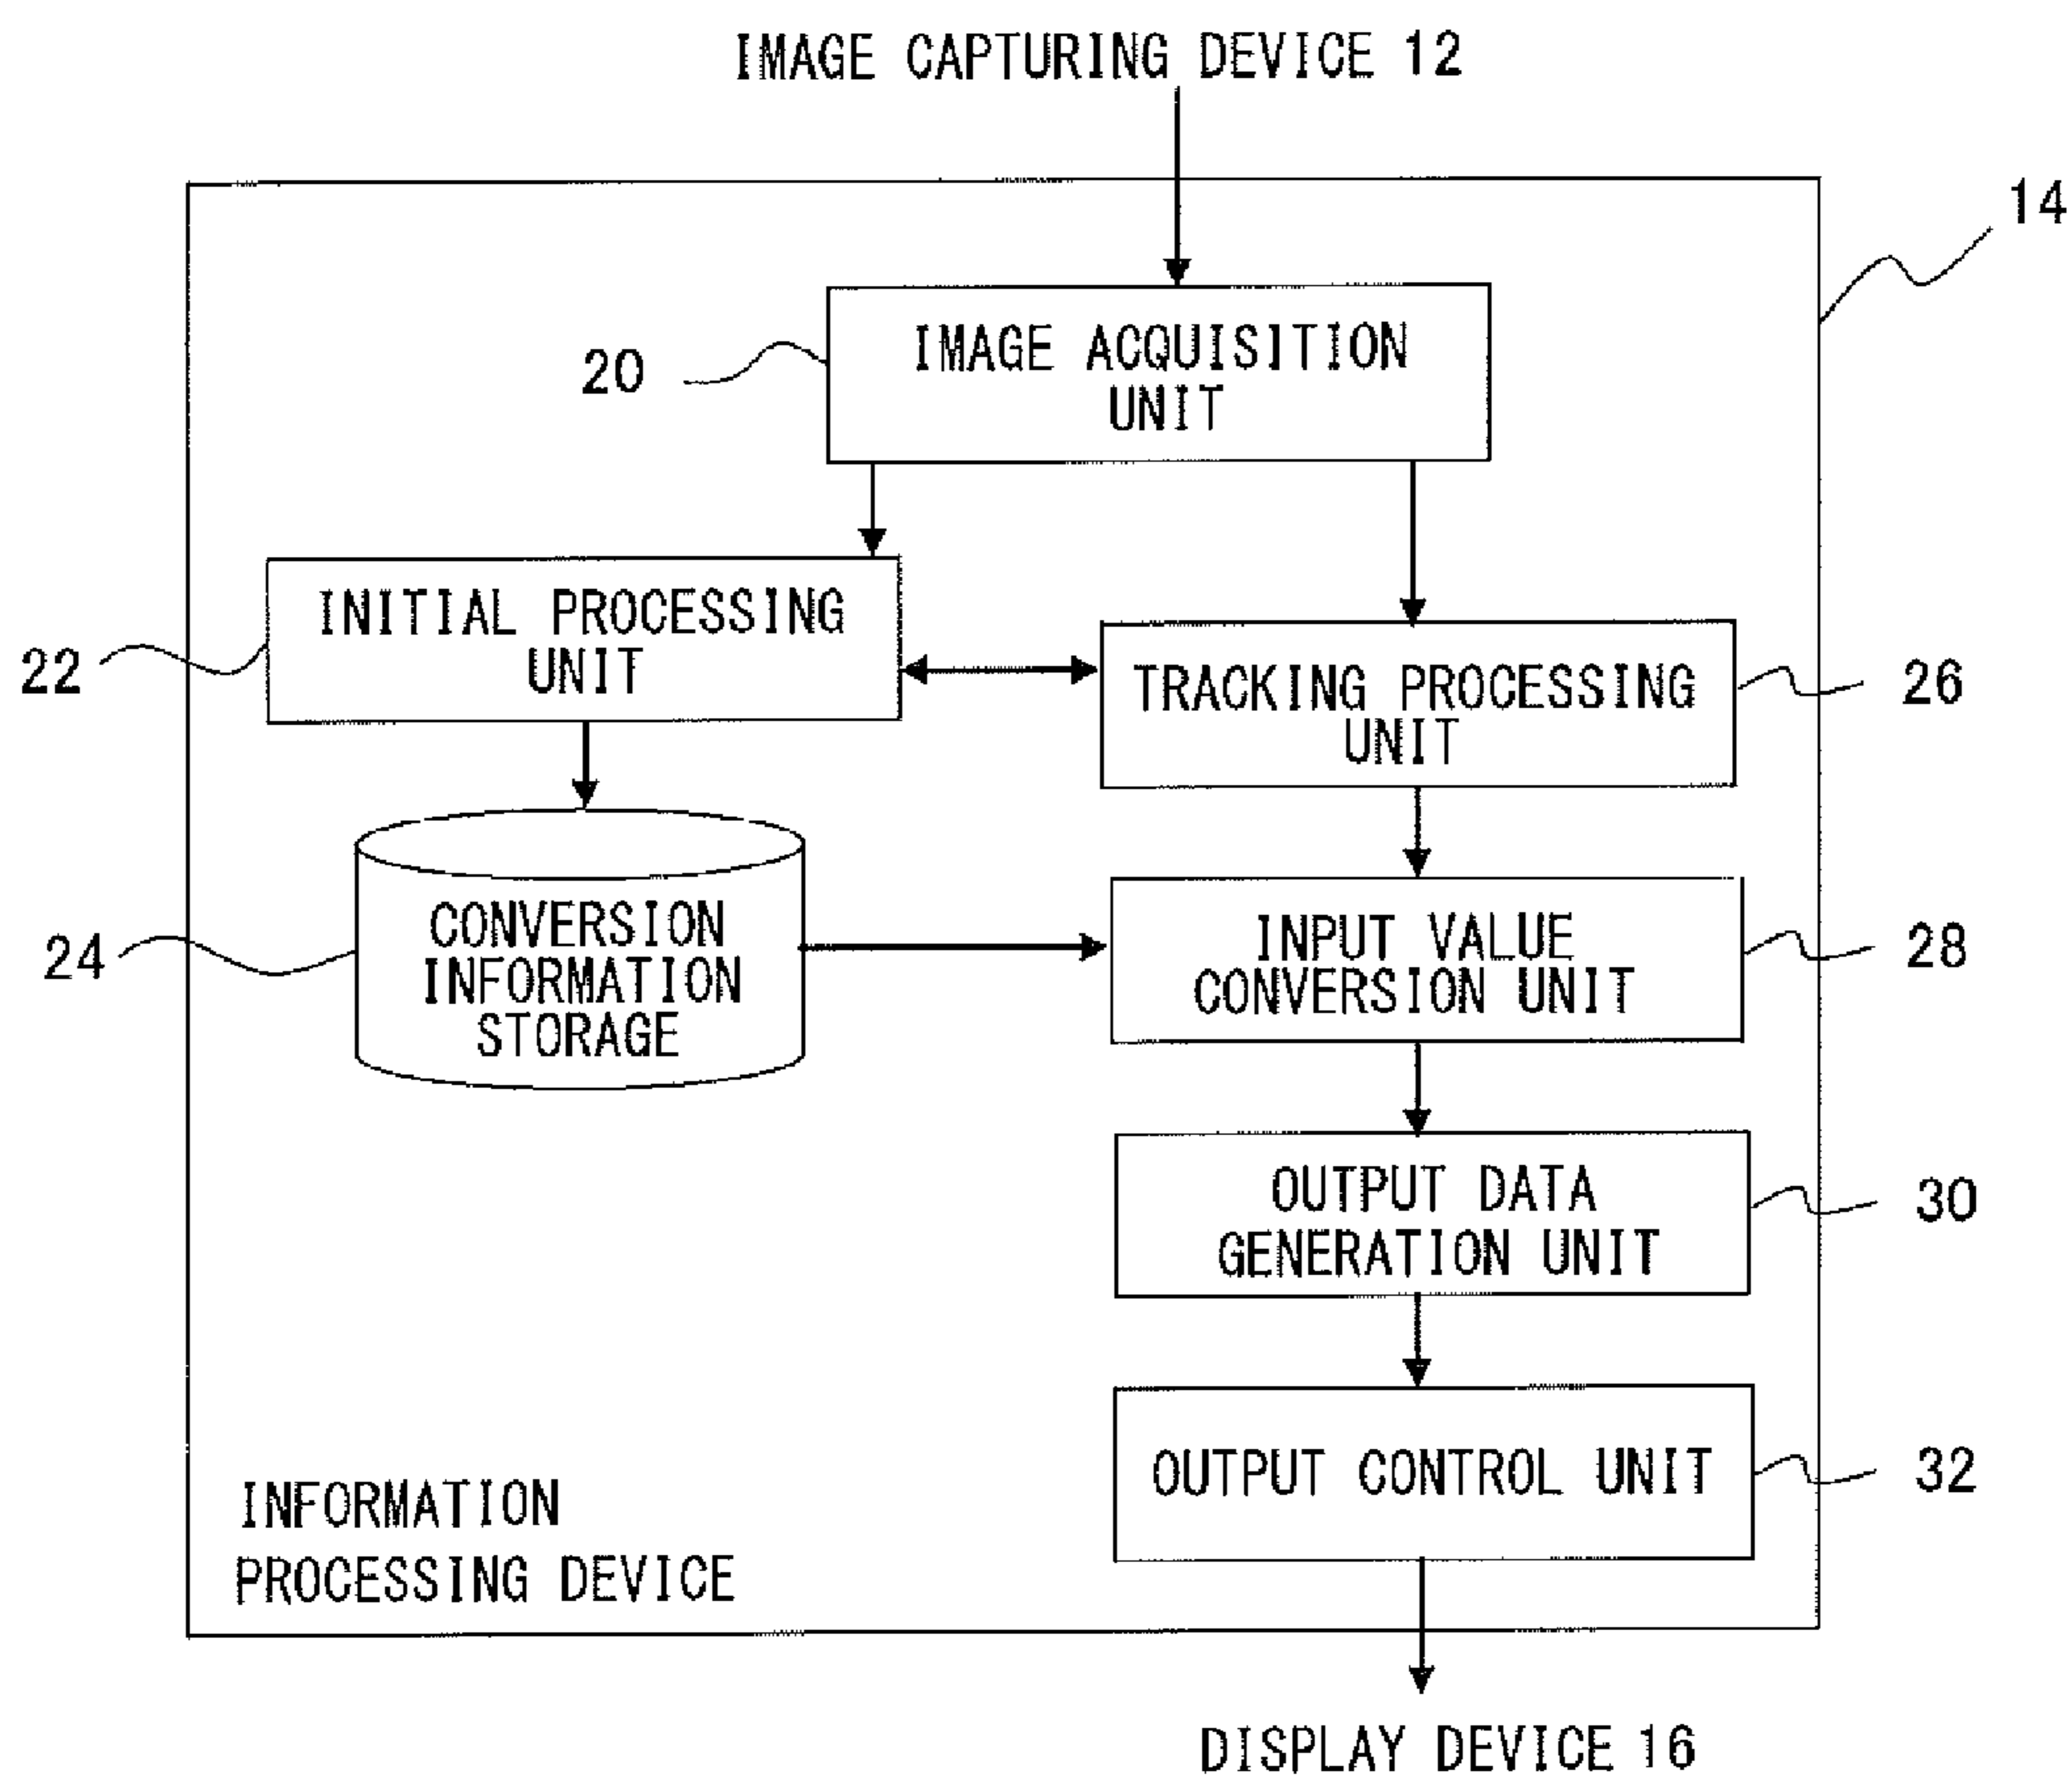 IMAGE CAPTURING DEVICE 12
14
IMAGE ACQUISITION
UNIT
20
INITIAL PROCESSING
UNIT
22
TRACKING PROCESSING
UNIT
26
CONVERSION
INFORMATION
STORAGE
24
INPUT VALUE
CONVERSION UNIT
28
OUTPUT DATA
GENERATION UNIT
30
OUTPUT CONTROL UNIT
32
INFORMATION
PROCESSING DEVICE
DISPLAY DEVICE 16